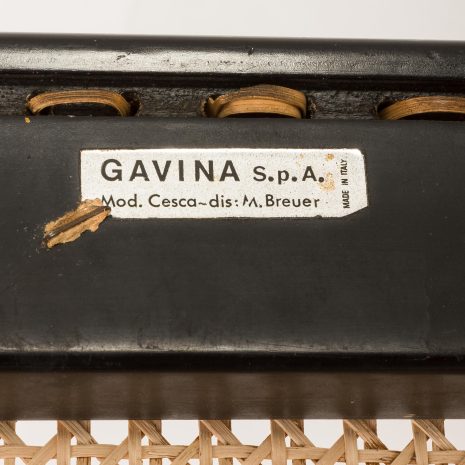 GAVINA S.p.A.
Mod. Cesca~dis: M. Breuer
MADE IN ITALY